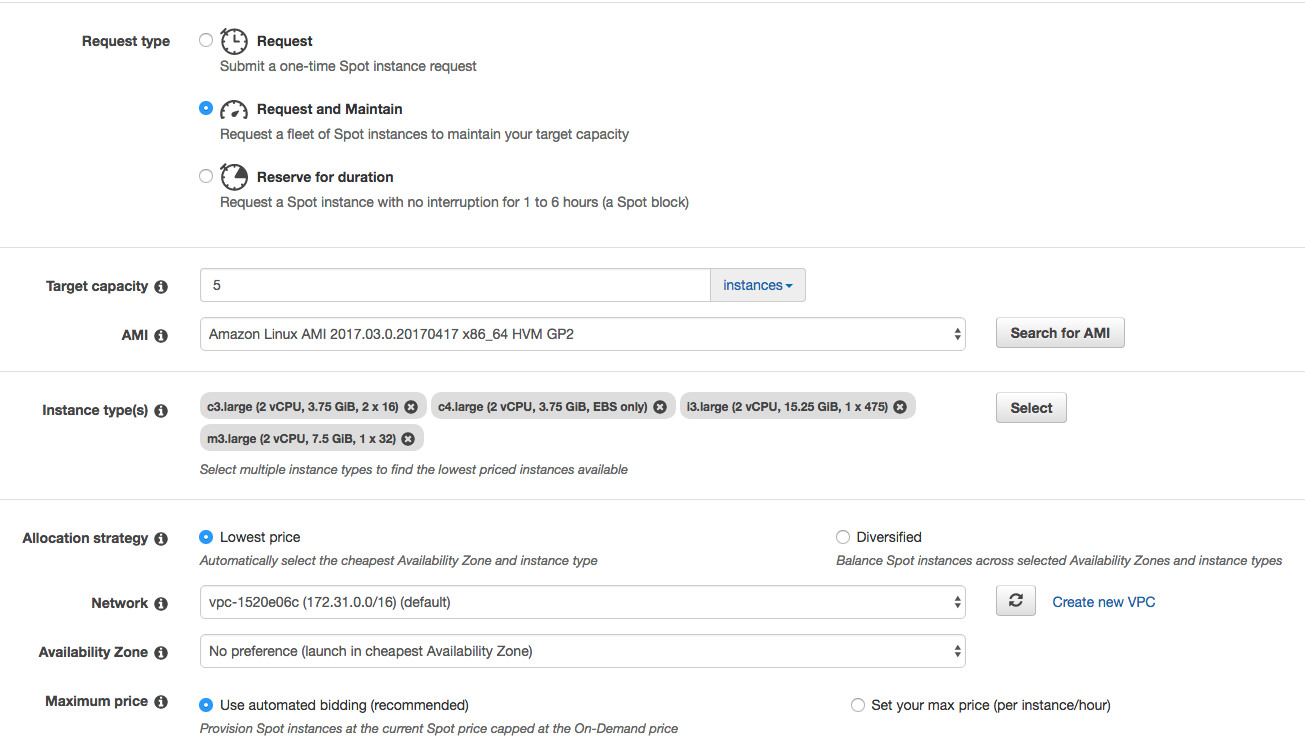 Request type
Request
Submit a one-time Spot instance request
Request and Maintain
Request a fleet of Spot instances to maintain your target capacity
Reserve for duration
Request a Spot instance with no interruption for 1 to 6 hours (a Spot block)
Target capacity 5 instances
AMI Amazon Linux AMI 2017.03.0.20170417 x86_64 HVM GP2 Search for AMI
Instance type(s) c3.large (2 vCPU, 3.75 GiB, 2 x 16) c4.large (2 vCPU, 3.75 GiB, EBS only) i3.large (2 vCPU, 15.25 GiB, 1 x 475) Select
m3.large (2 vCPU, 7.5 GiB, 1 x 32)
Select multiple instance types to find the lowest priced instances available
Allocation strategy Lowest price Diversified
Automatically select the cheapest Availability Zone and instance type Balance Spot instances across selected Availability Zones and instance types
Network vpc-1520e06c (172.31.0.0/16) (default) Create new VPC
Availability Zone No preference (launch in cheapest Availability Zone)
Maximum price Use automated bidding (recommended) Set your max price (per instance/hour)
Provision Spot instances at the current Spot price capped at the On-Demand price